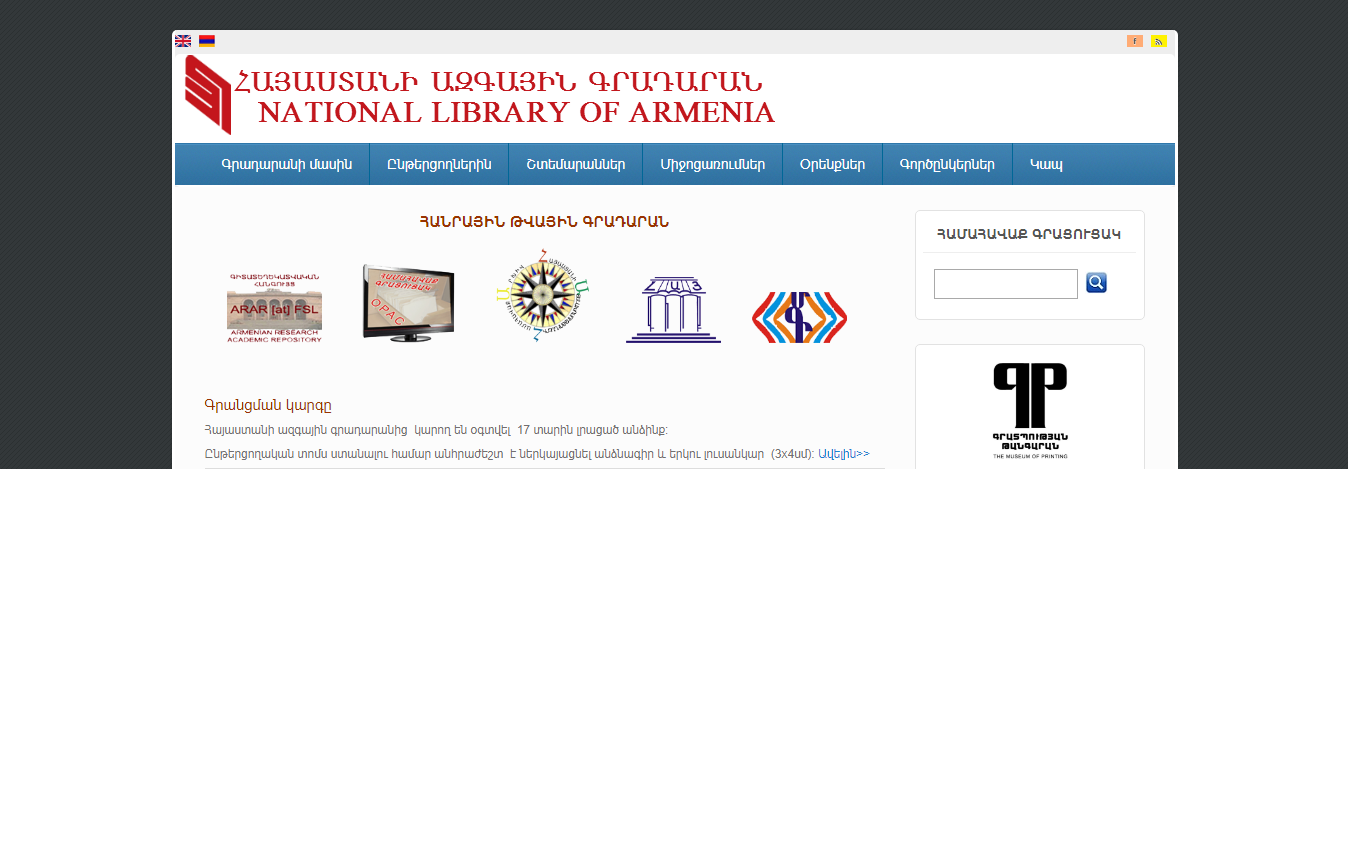 f
ՀԱՅԱՍՏԱՆԻ ԱԶԳԱՅԻՆ ԳՐԱԴԱՐԱՆ
NATIONAL LIBRARY OF ARMENIA
Գրադարանի մասին Ընթերցողներին Շտեմարաններ Միջոցառումներ Օրենքներ Գործընկերներ Կապ
ՀԱՆՐԱՅԻՆ ԹՎԱՅԻՆ ԳՐԱԴԱՐԱՆ
ԳԻՏԱՏԵՂԵԿԱՏՎԱԿԱՆ
ՀԱՆԳՈՒՅՑ
ARAR [at] FSL
ARMENIAN RESEARCH
ACADEMIC REPOSITORY
ՀԱՄԱՀԱՎԱՔ
ԳՐԱՑՈՒՑԱԿ
OPAC
ՀԱՄԱՀԱՎԱՔ ԳՐԱՑՈՒՑԱԿ
ԳՐԱՏՊՈՒԹՅԱՆ
ԹԱՆԳԱՐԱՆ
THE MUSEUM OF PRINTING
Գրանցման կարգը
Հայաստանի ազգային գրադարանից կարող են օգտվել 17 տարին լրացած անձինք:
Ընթերցողական տոմս ստանալու համար անհրաժեշտ է ներկայացնել անձնագիր և երկու լուսանկար (3x4սմ): Ավելին>>